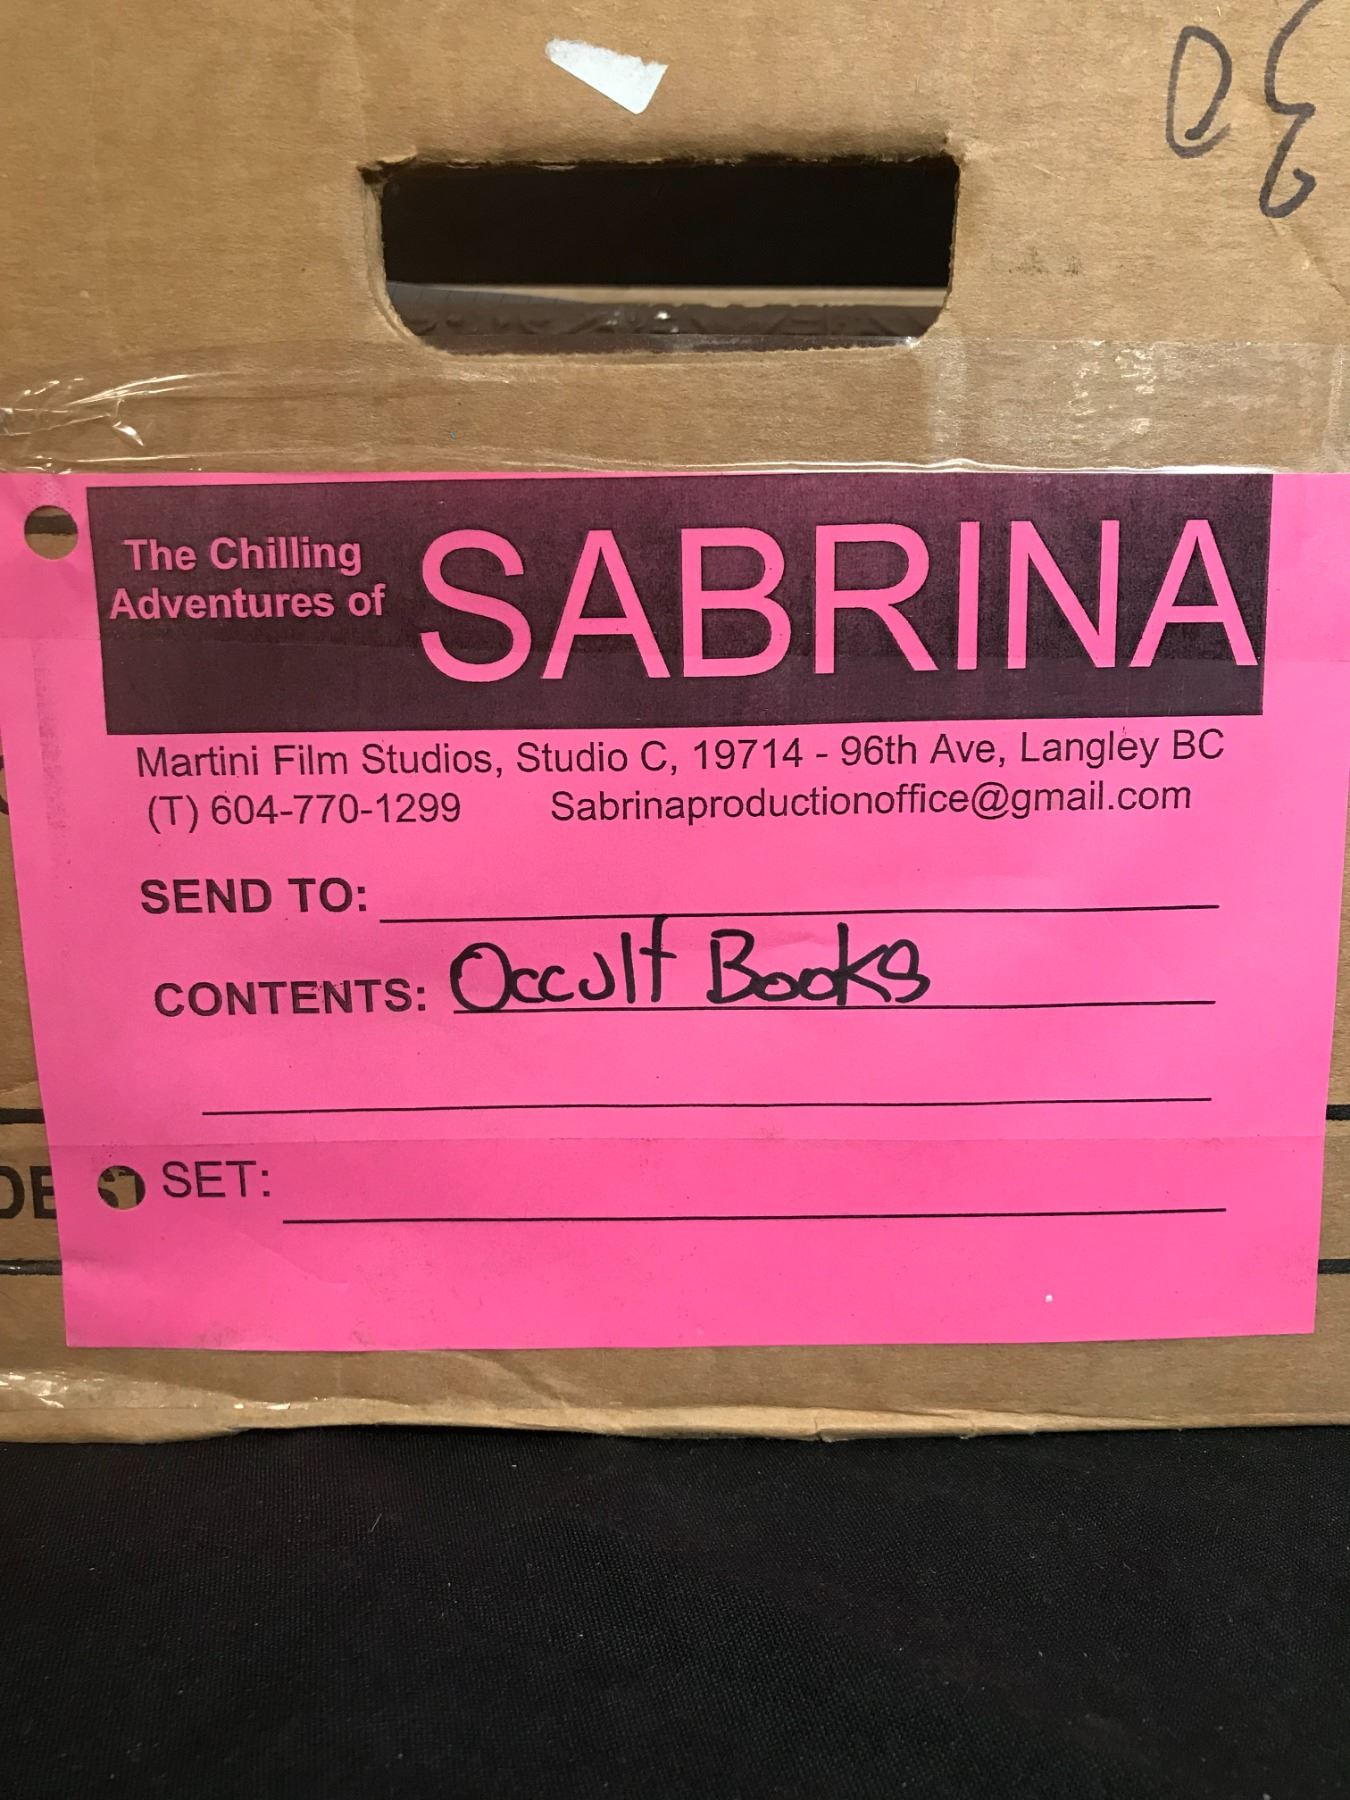 The Chilling
Adventures of
SABRINA
Martini Film Studios, Studio C, 19714 - 96th Ave, Langley BC
(T) 604-770-1299 Sabrinaproductionoffice@gmail.com
SEND TO:
CONTENTS: Occult Books
SET: